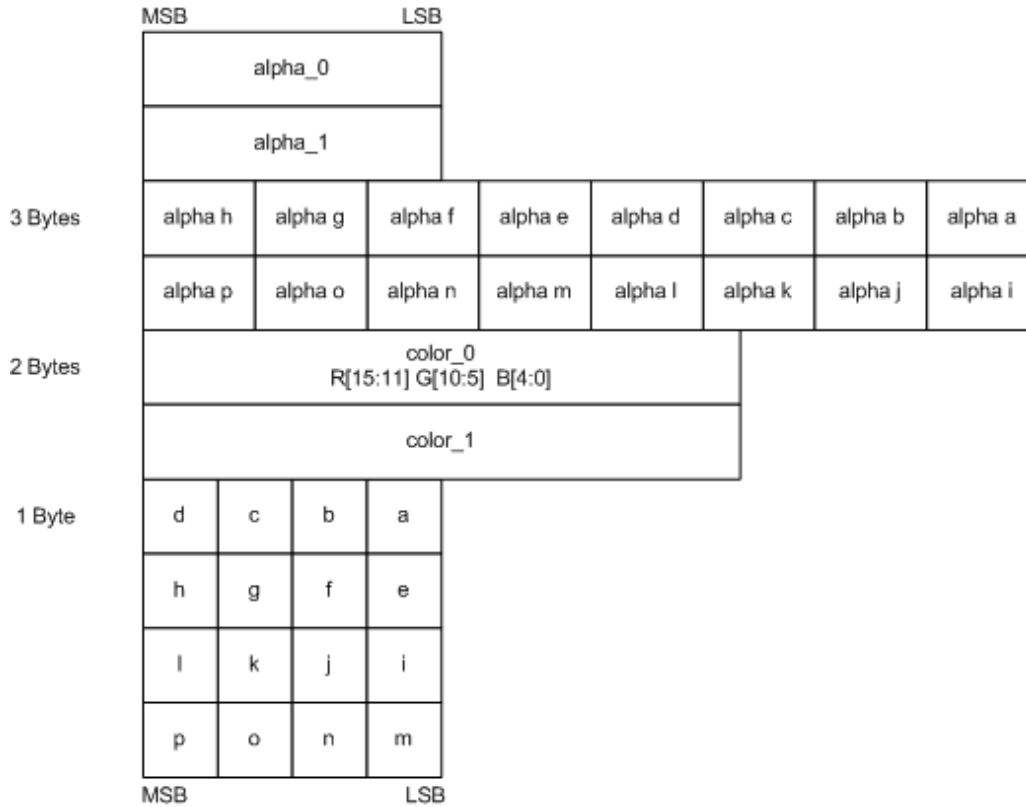 MSB LSB
alpha_0
alpha_1
3 Bytes alpha h alpha g alpha f alpha e alpha d alpha c alpha b alpha a
alpha p alpha o alpha n alpha m alpha l alpha k alpha j alpha i
2 Bytes color_0
R[15:11] G[10:5] B[4:0]
color_1
1 Byte d c b a
h g f e
l k j i
p o n m
MSB LSB